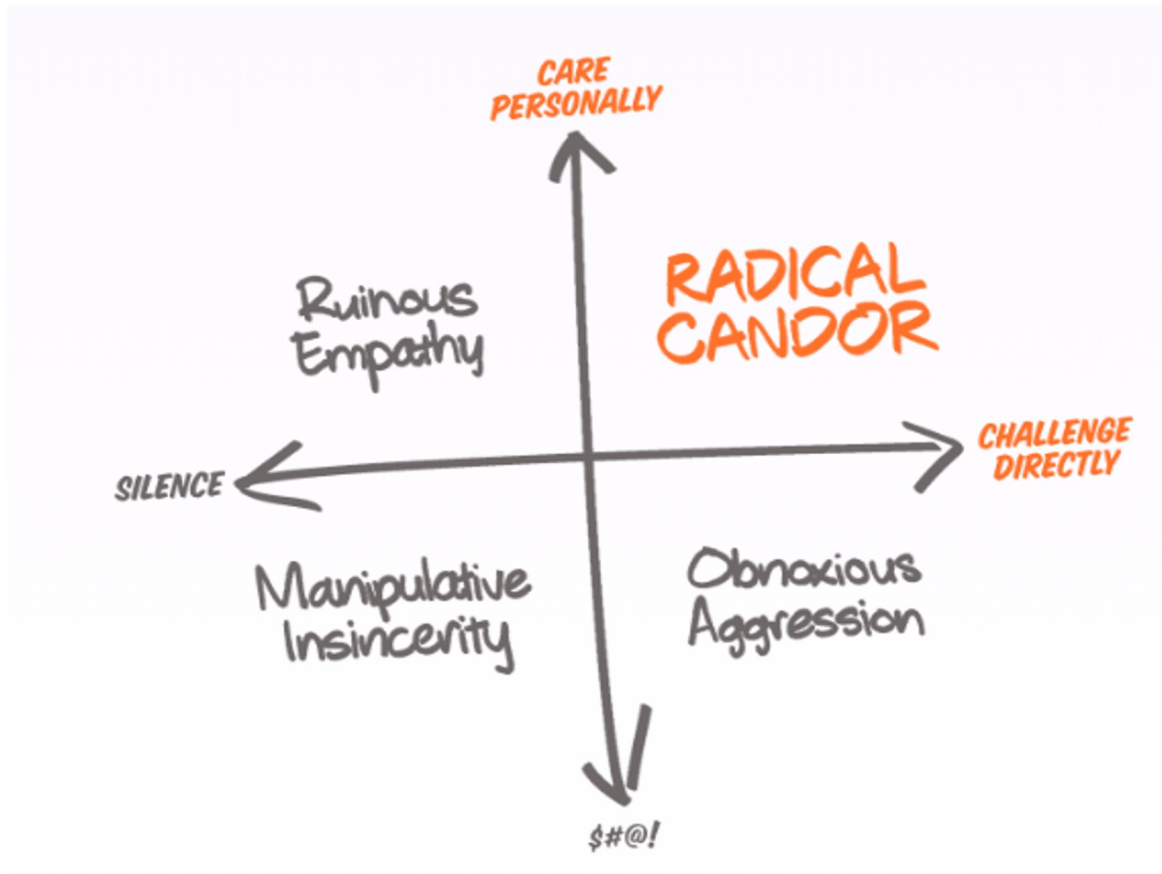 CARE
PERSONALLY
Ruinous
Empathy
RADICAL
CANDOR
SILENCE
CHALLENGE
DIRECTLY
Manipulative
Insincerity
Obnoxious
Aggression
$#@!